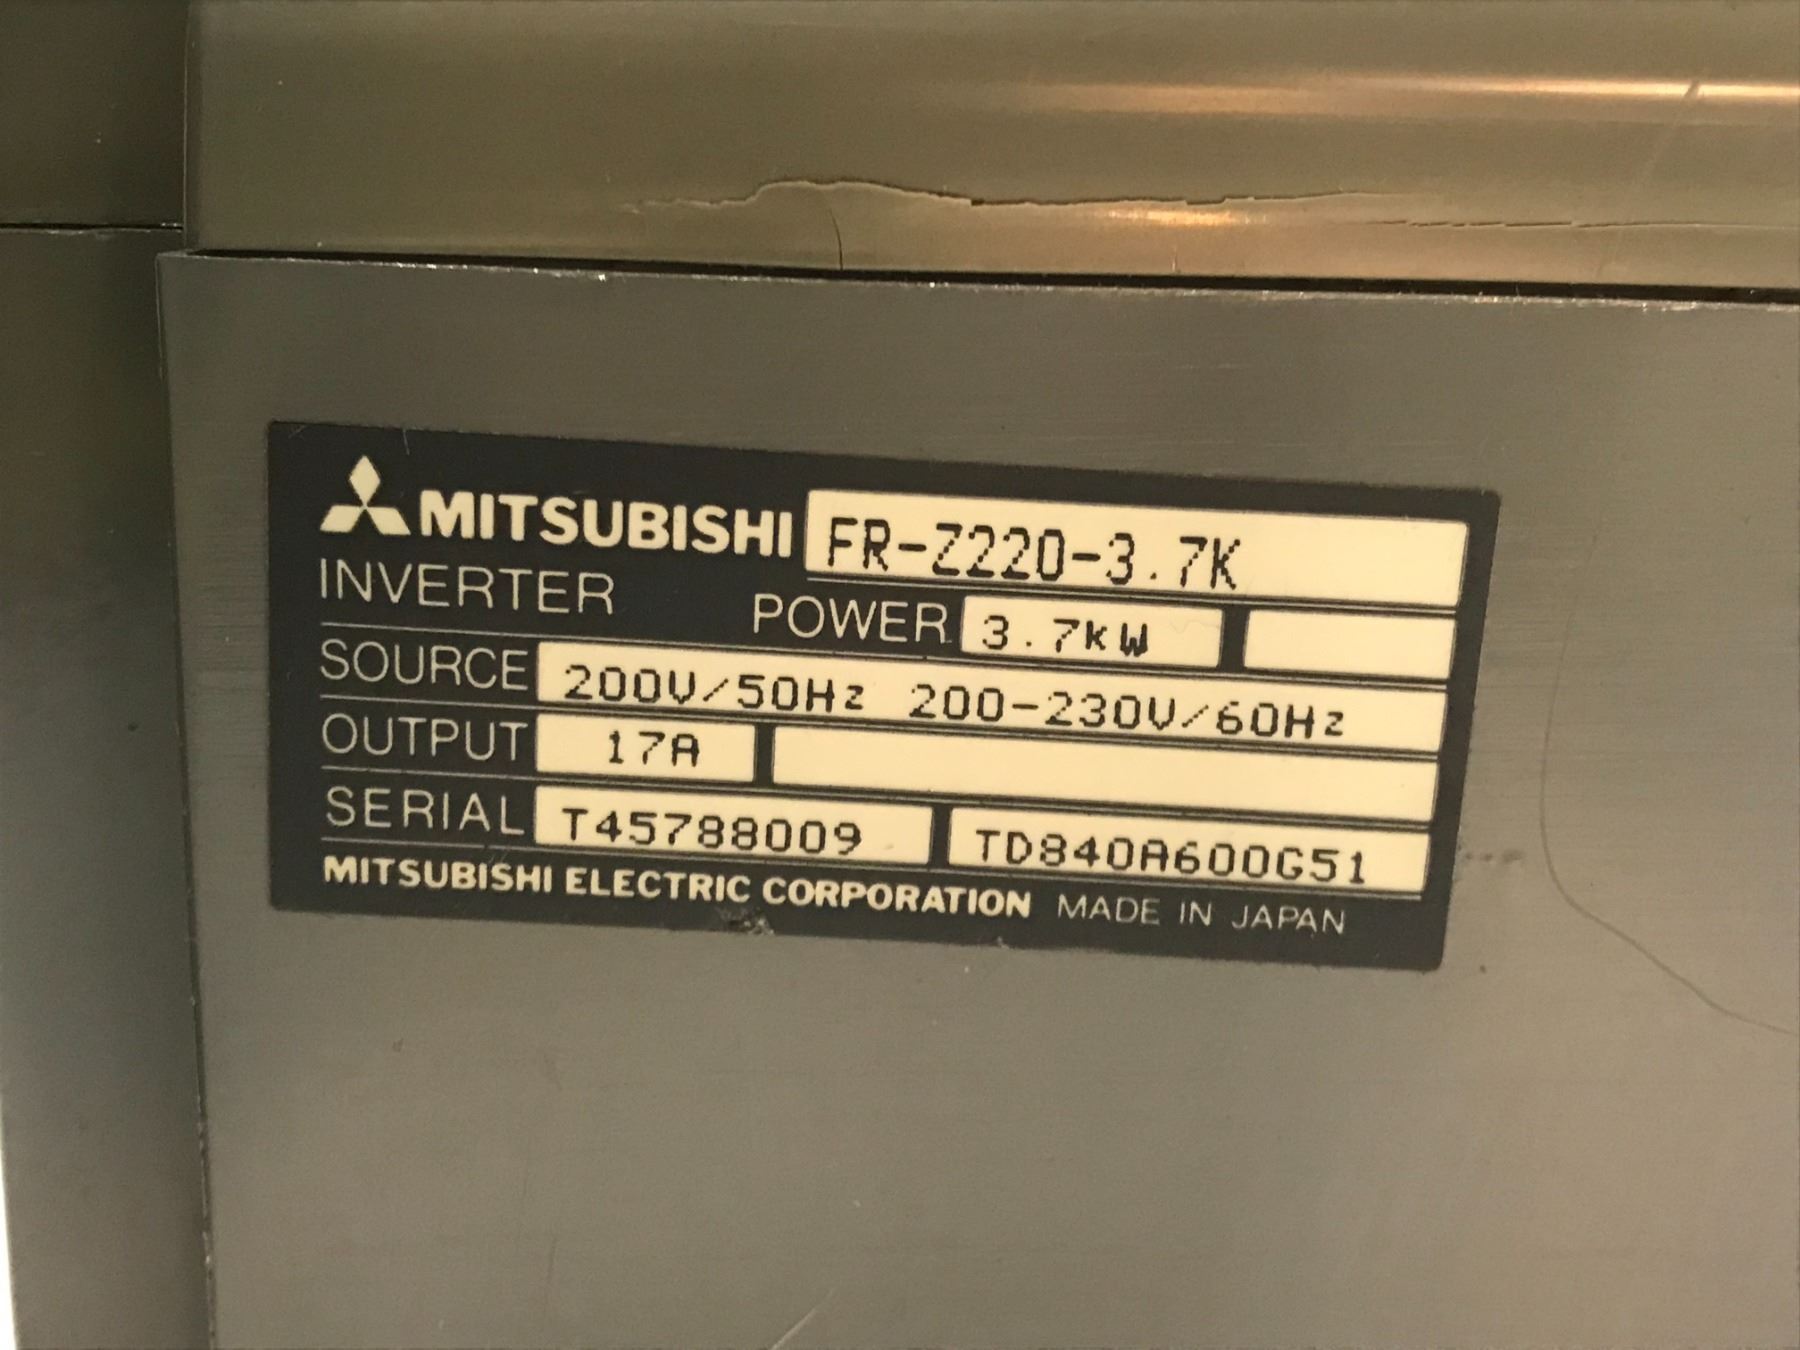 MITSUBISHI FR-Z220-3.7K
INVERTER POWER 3.7kW
SOURCE 200V/50Hz 200-230V/60Hz
OUTPUT 17A
SERIAL T45788009 TD840A600G51
MITSUBISHI ELECTRIC CORPORATION MADE IN JAPAN